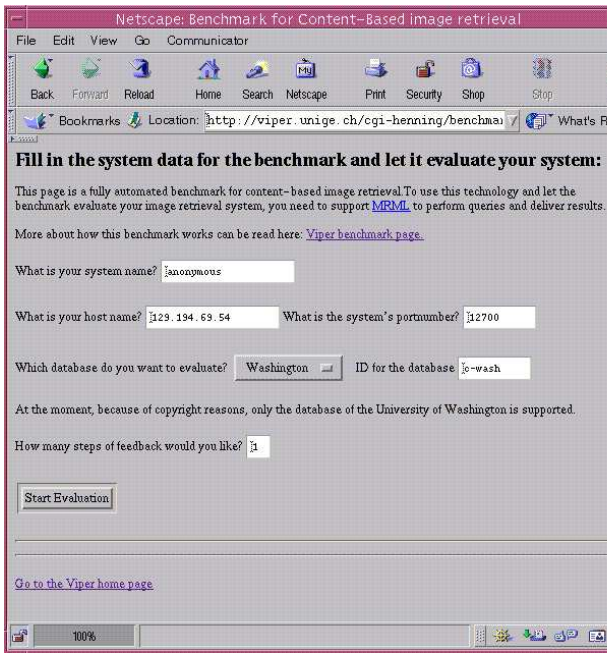 Netscape: Benchmark for Content-Based image retrieval
File Edit View Go Communicator
Back Forward Reload Home Search Netscape Print Security Shop Stop
Bookmarks Location: http://viper.unige.ch/cgi-henning/benchma What's R
Fill in the system data for the benchmark and let it evaluate your system:
This page is a fully automated benchmark for content-based image retrieval.To use this technology and let the
benchmark evaluate your image retrieval system, you need to support MRML to perform queries and deliver results.
More about how this benchmark works can be read here: Viper benchmark page.
What is your system name? anonymous
What is your host name? 129.194.69.54 What is the system's portnumber? 12700
Which database do you want to evaluate? Washington ID for the database c-wash
At the moment, because of copyright reasons, only the database of the University of Washington is supported.
How many steps of feedback would you like? 1
Start Evaluation
Go to the Viper home page
100%